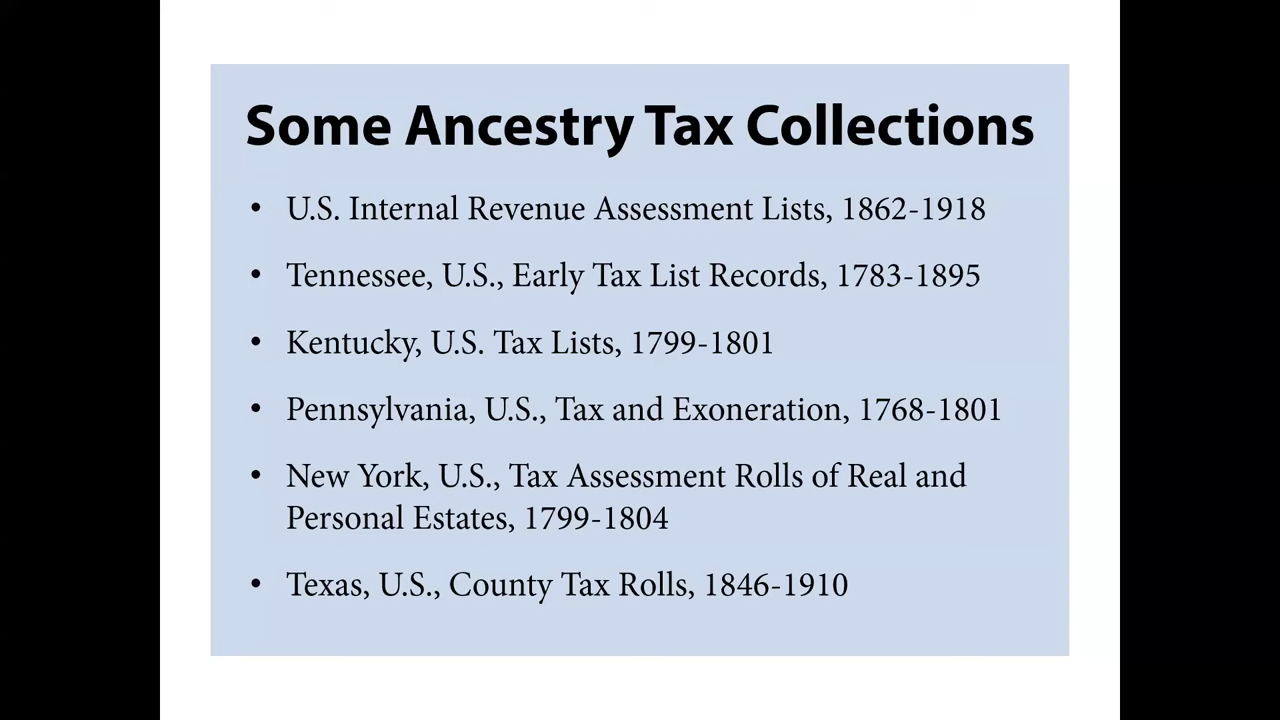 Some Ancestry Tax Collections
• U.S. Internal Revenue Assessment Lists, 1862-1918
• Tennessee, U.S., Early Tax List Records, 1783-1895
• Kentucky, U.S. Tax Lists, 1799-1801
• Pennsylvania, U.S., Tax and Exoneration, 1768-1801
• New York, U.S., Tax Assessment Rolls of Real and
Personal Estates, 1799-1804
• Texas, U.S., County Tax Rolls, 1846-1910